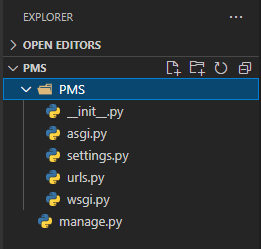 EXPLORER
OPEN EDITORS
PMS
PMS
__init__.py
asgi.py
settings.py
urls.py
wsgi.py
manage.py